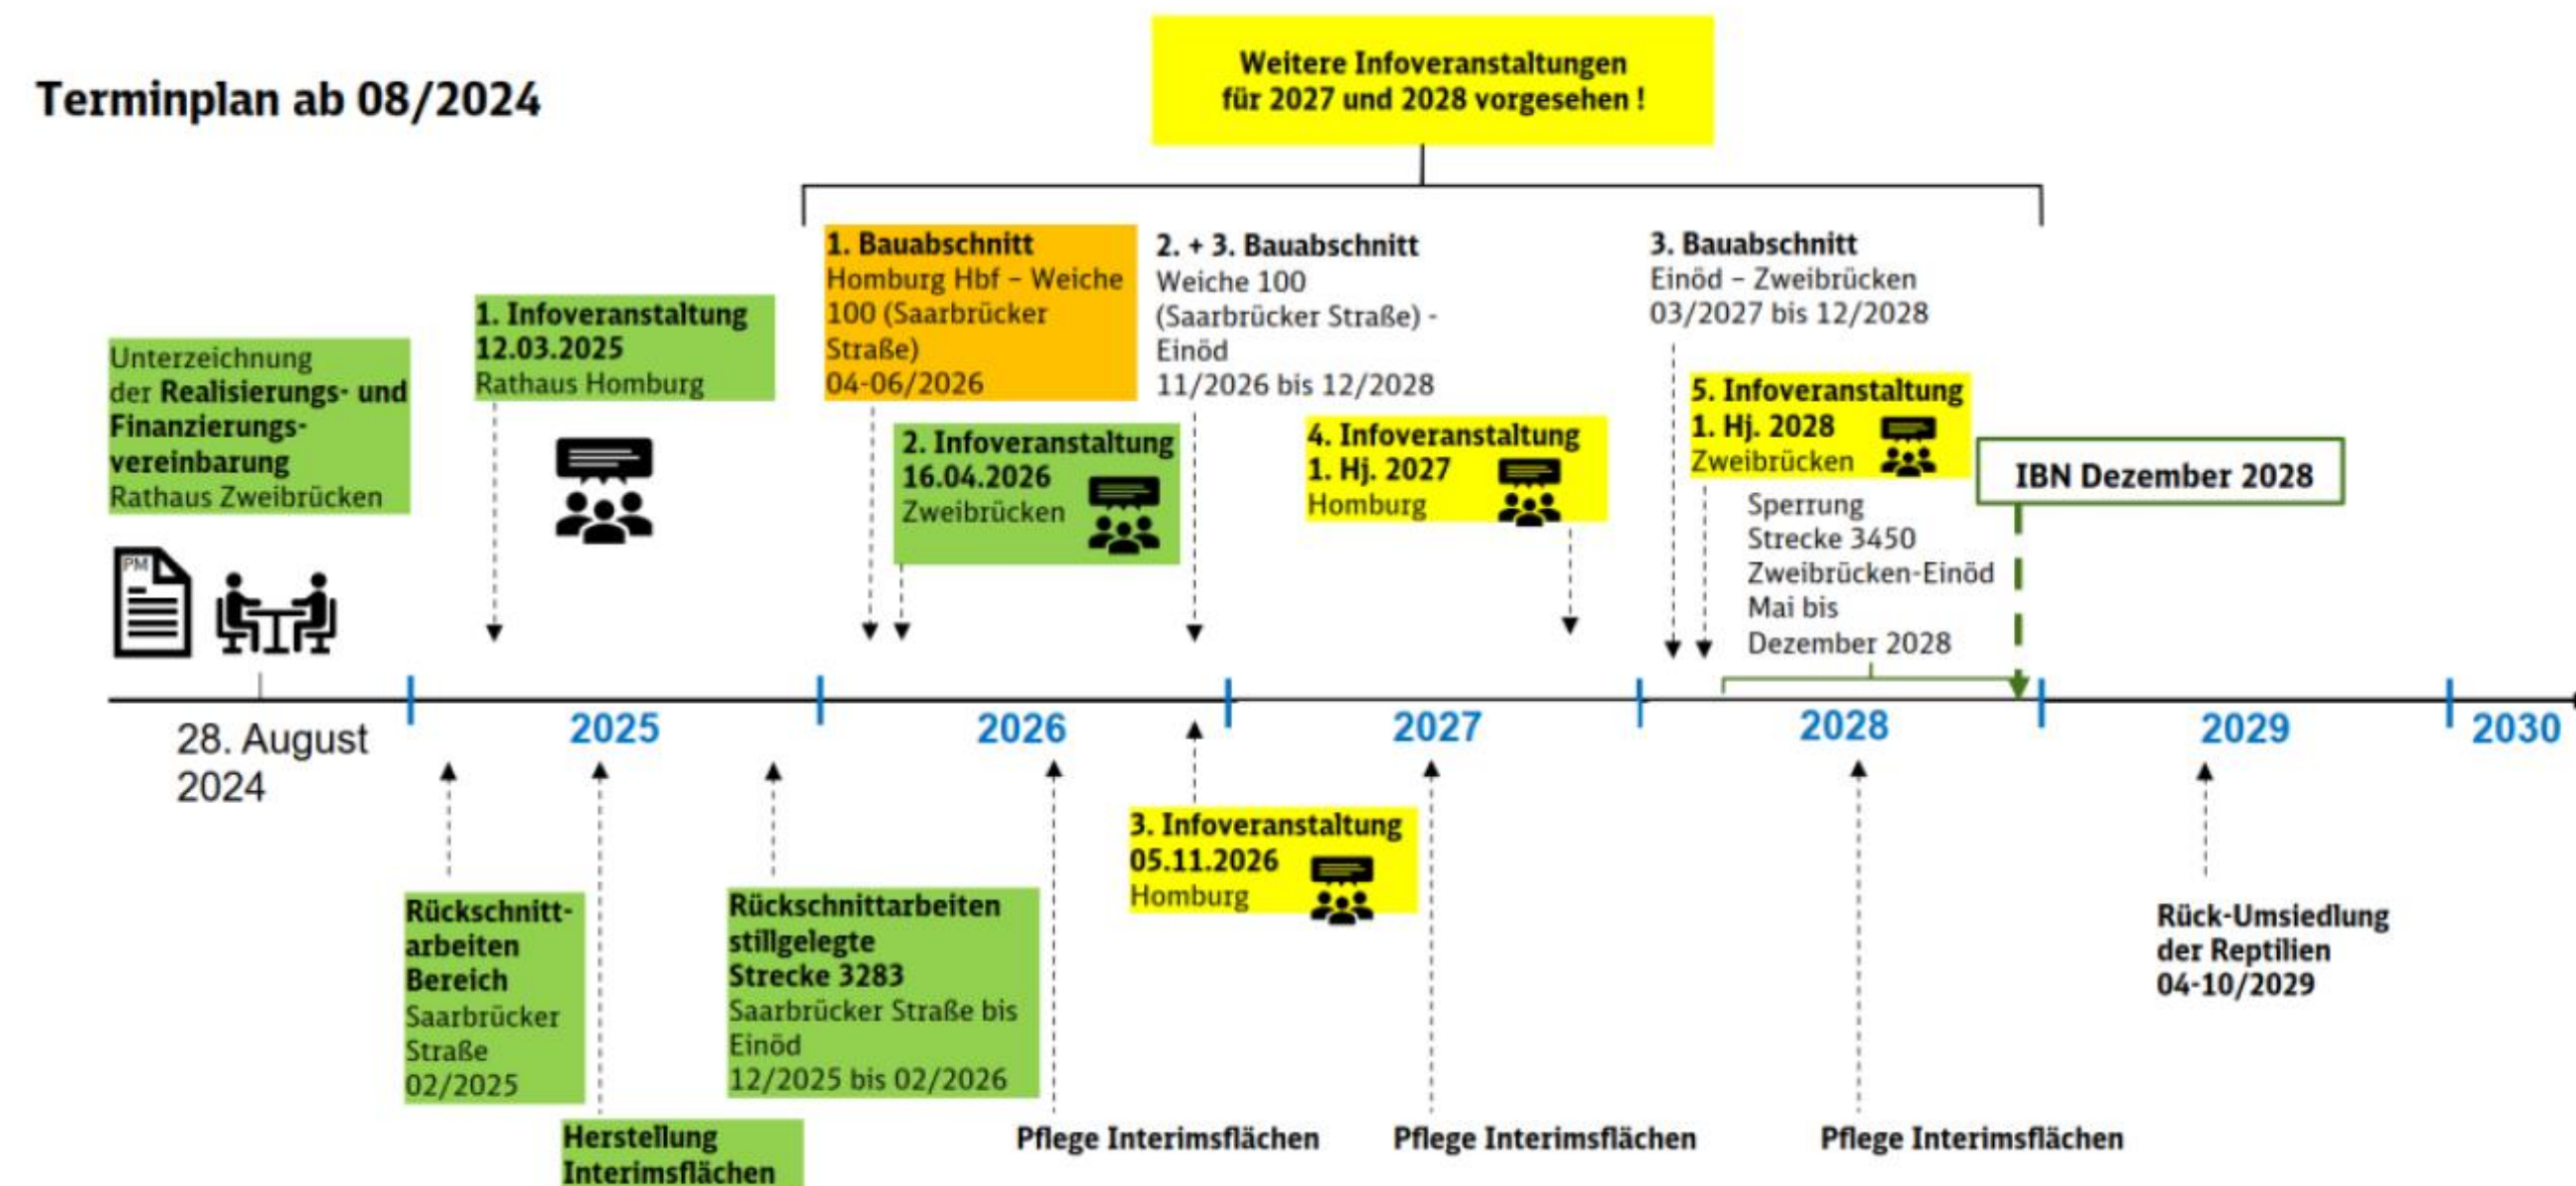 Terminplan ab 08/2024
Weitere Infoveranstaltungen
für 2027 und 2028 vorgesehen !
Unterzeichnung
der Realisierungs- und
Finanzierungs-
vereinbarung
Rathaus Zweibrücken
PM
1. Infoveranstaltung
12.03.2025
Rathaus Homburg
1. Bauabschnitt
Homburg Hbf – Weiche
100 (Saarbrücker
Straße)
04-06/2026
2. Infoveranstaltung
16.04.2026
Zweibrücken
2. + 3. Bauabschnitt
Weiche 100
(Saarbrücker Straße) -
Einöd
11/2026 bis 12/2028
4. Infoveranstaltung
1. Hj. 2027
Homburg
3. Bauabschnitt
Einöd – Zweibrücken
03/2027 bis 12/2028
5. Infoveranstaltung
1. Hj. 2028
Zweibrücken
Sperrung
Strecke 3450
Zweibrücken-Einöd
Mai bis
Dezember 2028
IBN Dezember 2028
28. August
2024
2025
2026
2027
2028
2029
2030
Rückschnitt-
arbeiten
Bereich
Saarbrücker
Straße
02/2025
Herstellung
Interimsflächen
Rückschnittarbeiten
stillgelegte
Strecke 3283
Saarbrücker Straße bis
Einöd
12/2025 bis 02/2026
3. Infoveranstaltung
05.11.2026
Homburg
Pflege Interimsflächen
Pflege Interimsflächen
Pflege Interimsflächen
Rück-Umsiedlung
der Reptilien
04-10/2029